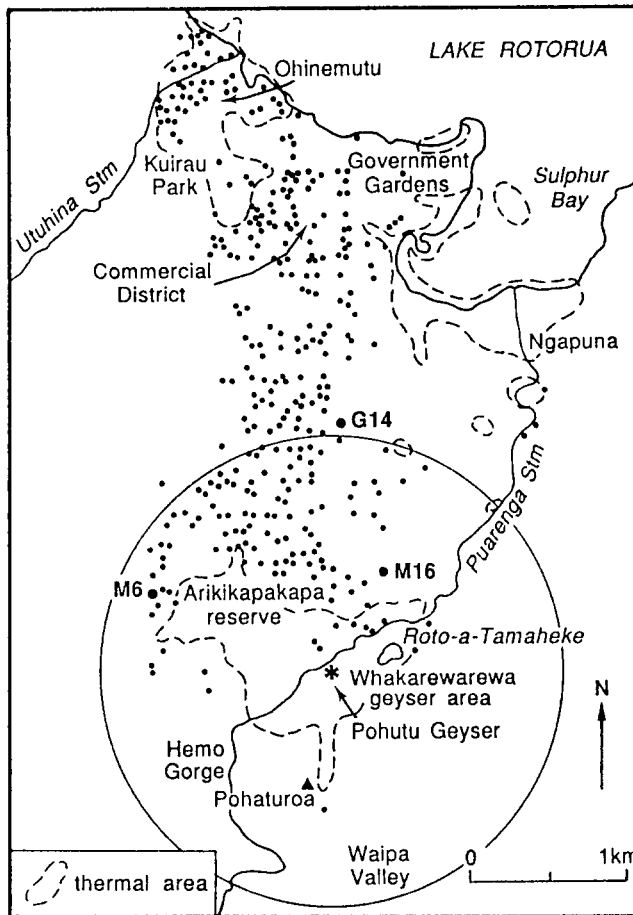 LAKE ROTORUA
Ohinemutu
Kuirau
Park
Government
Gardens
Sulphur
Bay
Utuhina Stm
Commercial
District
Ngapuna
G14
Puarenga Stm
M6
M16
Arikikapakapa
reserve
Roto-a-Tamaheke
Whakarewarewa
geyser area
N
Pohutu Geyser
Hemo
Gorge
Pohaturoa
Waipa
Valley
0 1km
thermal area